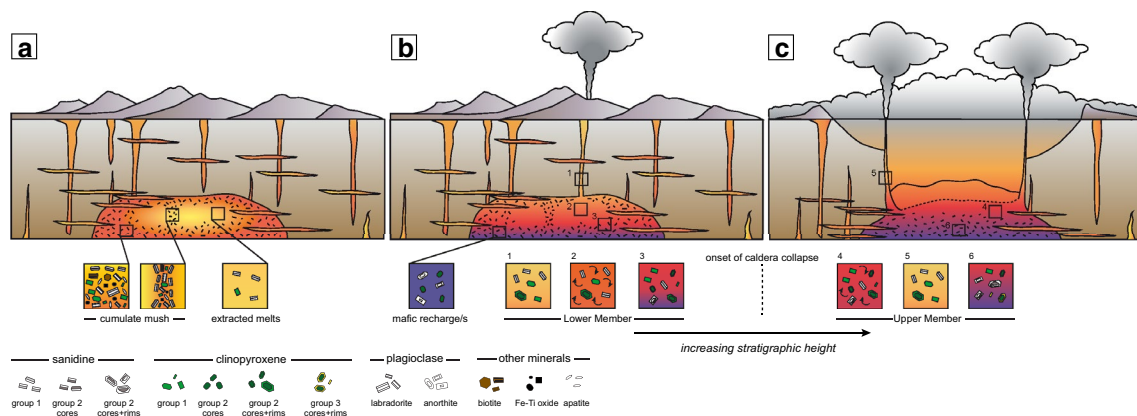 a
b
c
1
2
3
5
4
6
cumulate mush
extracted melts
mafic recharge/s
1
2
3
Lower Member
onset of caldera collapse
4
5
6
Upper Member
increasing stratigraphic height
sanidine
clinopyroxene
plagioclase
other minerals
group 1
group 2
cores
group 2
cores+rims
group 1
group 2
cores
group 2
cores+rims
group 3
cores+rims
labradorite
anorthite
biotite
Fe-Ti oxide
apatite